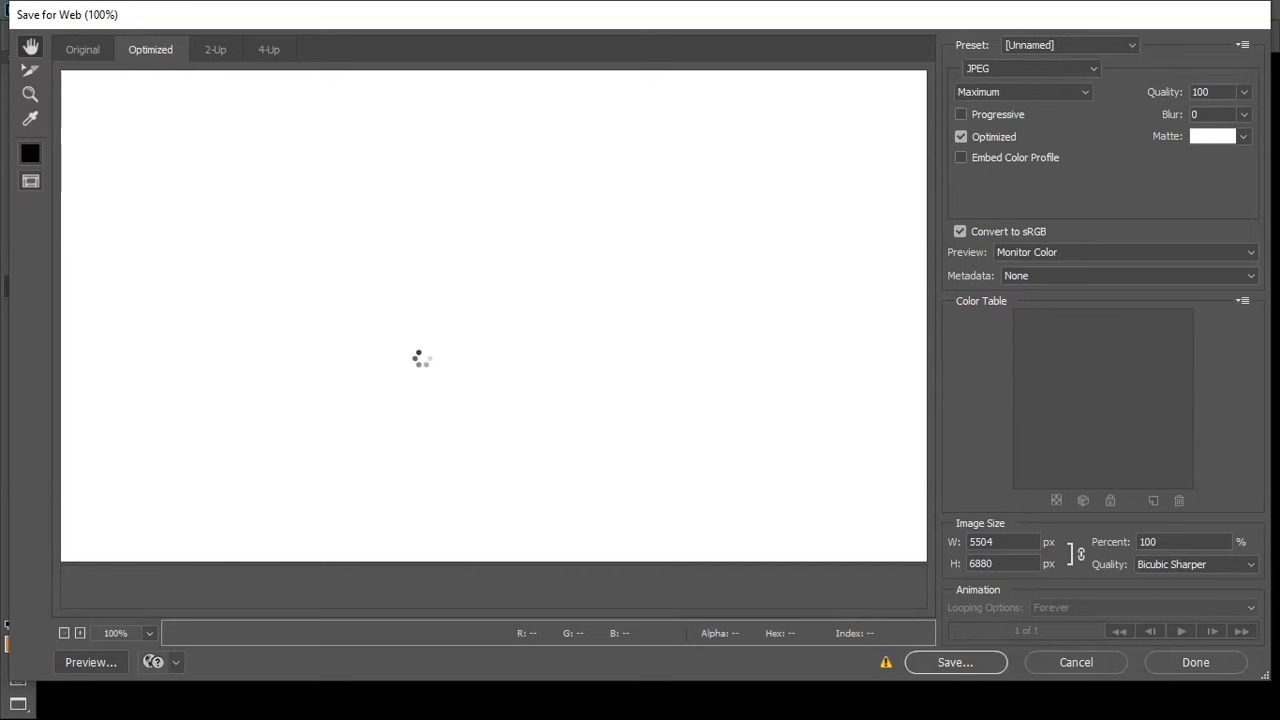 Save for Web (100%)
Original Optimized 2-Up 4-Up
Preset: [Unnamed]
JPEG
Maximum Quality: 100
Progressive Blur: 0
Optimized Matte:
Embed Color Profile
Convert to sRGB
Preview: Monitor Color
Metadata: None
Color Table
Image Size
W: 5504 px Percent: 100 %
H: 6880 px Quality: Bicubic Sharper
Animation
Looping Options: Forever
1 of 1
100% R: -- G: -- B: -- Alpha: -- Hex: -- Index: --
Preview... Save... Cancel Done